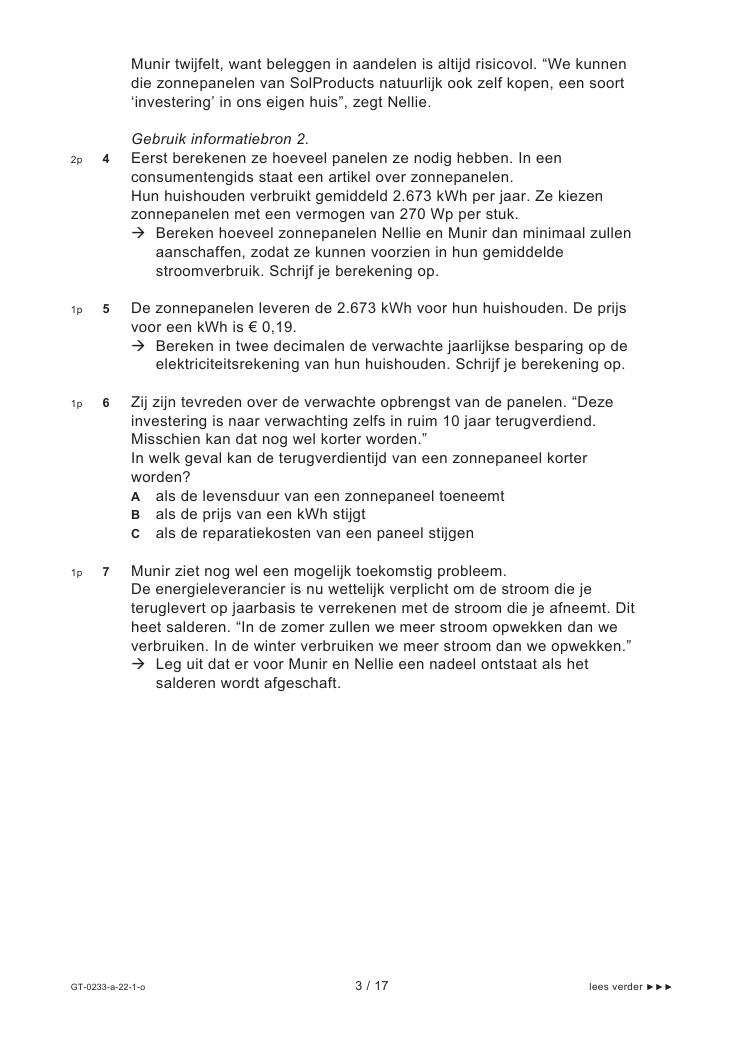 Munir twijfelt, want beleggen in aandelen is altijd risicovol. “We kunnen
die zonnepanelen van SolProducts natuurlijk ook zelf kopen, een soort
‘investering’ in ons eigen huis”, zegt Nellie.
Gebruik informatiebron 2.
2p 4 Eerst berekenen ze hoeveel panelen ze nodig hebben. In een
consumentengids staat een artikel over zonnepanelen.
Hun huishouden verbruikt gemiddeld 2.673 kWh per jaar. Ze kiezen
zonnepanelen met een vermogen van 270 Wp per stuk.
→ Bereken hoeveel zonnepanelen Nellie en Munir dan minimaal zullen
aanschaffen, zodat ze kunnen voorzien in hun gemiddelde
stroomverbruik. Schrijf je berekening op.
1p 5 De zonnepanelen leveren de 2.673 kWh voor hun huishouden. De prijs
voor een kWh is € 0,19.
→ Bereken in twee decimalen de verwachte jaarlijkse besparing op de
elektriciteitsrekening van hun huishouden. Schrijf je berekening op.
1p 6 Zij zijn tevreden over de verwachte opbrengst van de panelen. “Deze
investering is naar verwachting zelfs in ruim 10 jaar terugverdiend.
Misschien kan dat nog wel korter worden.”
In welk geval kan de terugverdientijd van een zonnepaneel korter
worden?
A als de levensduur van een zonnepaneel toeneemt
B als de prijs van een kWh stijgt
C als de reparatiekosten van een paneel stijgen
1p 7 Munir ziet nog wel een mogelijk toekomstig probleem.
De energieleverancier is nu wettelijk verplicht om de stroom die je
teruglevert op jaarbasis te verrekenen met de stroom die je afneemt. Dit
heet salderen. “In de zomer zullen we meer stroom opwekken dan we
verbruiken. In de winter verbruiken we meer stroom dan we opwekken.”
→ Leg uit dat er voor Munir en Nellie een nadeel ontstaat als het
salderen wordt afgeschaft.
GT-0233-a-22-1-o 3 / 17 lees verder ►►►